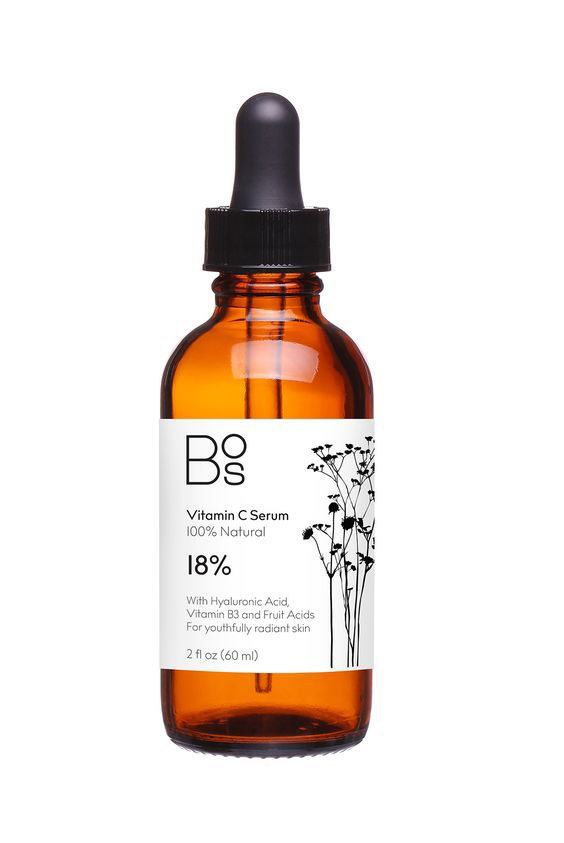 Bos
Vitamin C Serum
100% Natural
18%
With Hyaluronic Acid,
Vitamin B3 and Fruit Acids
For youthfully radiant skin
2 fl oz (60 ml)